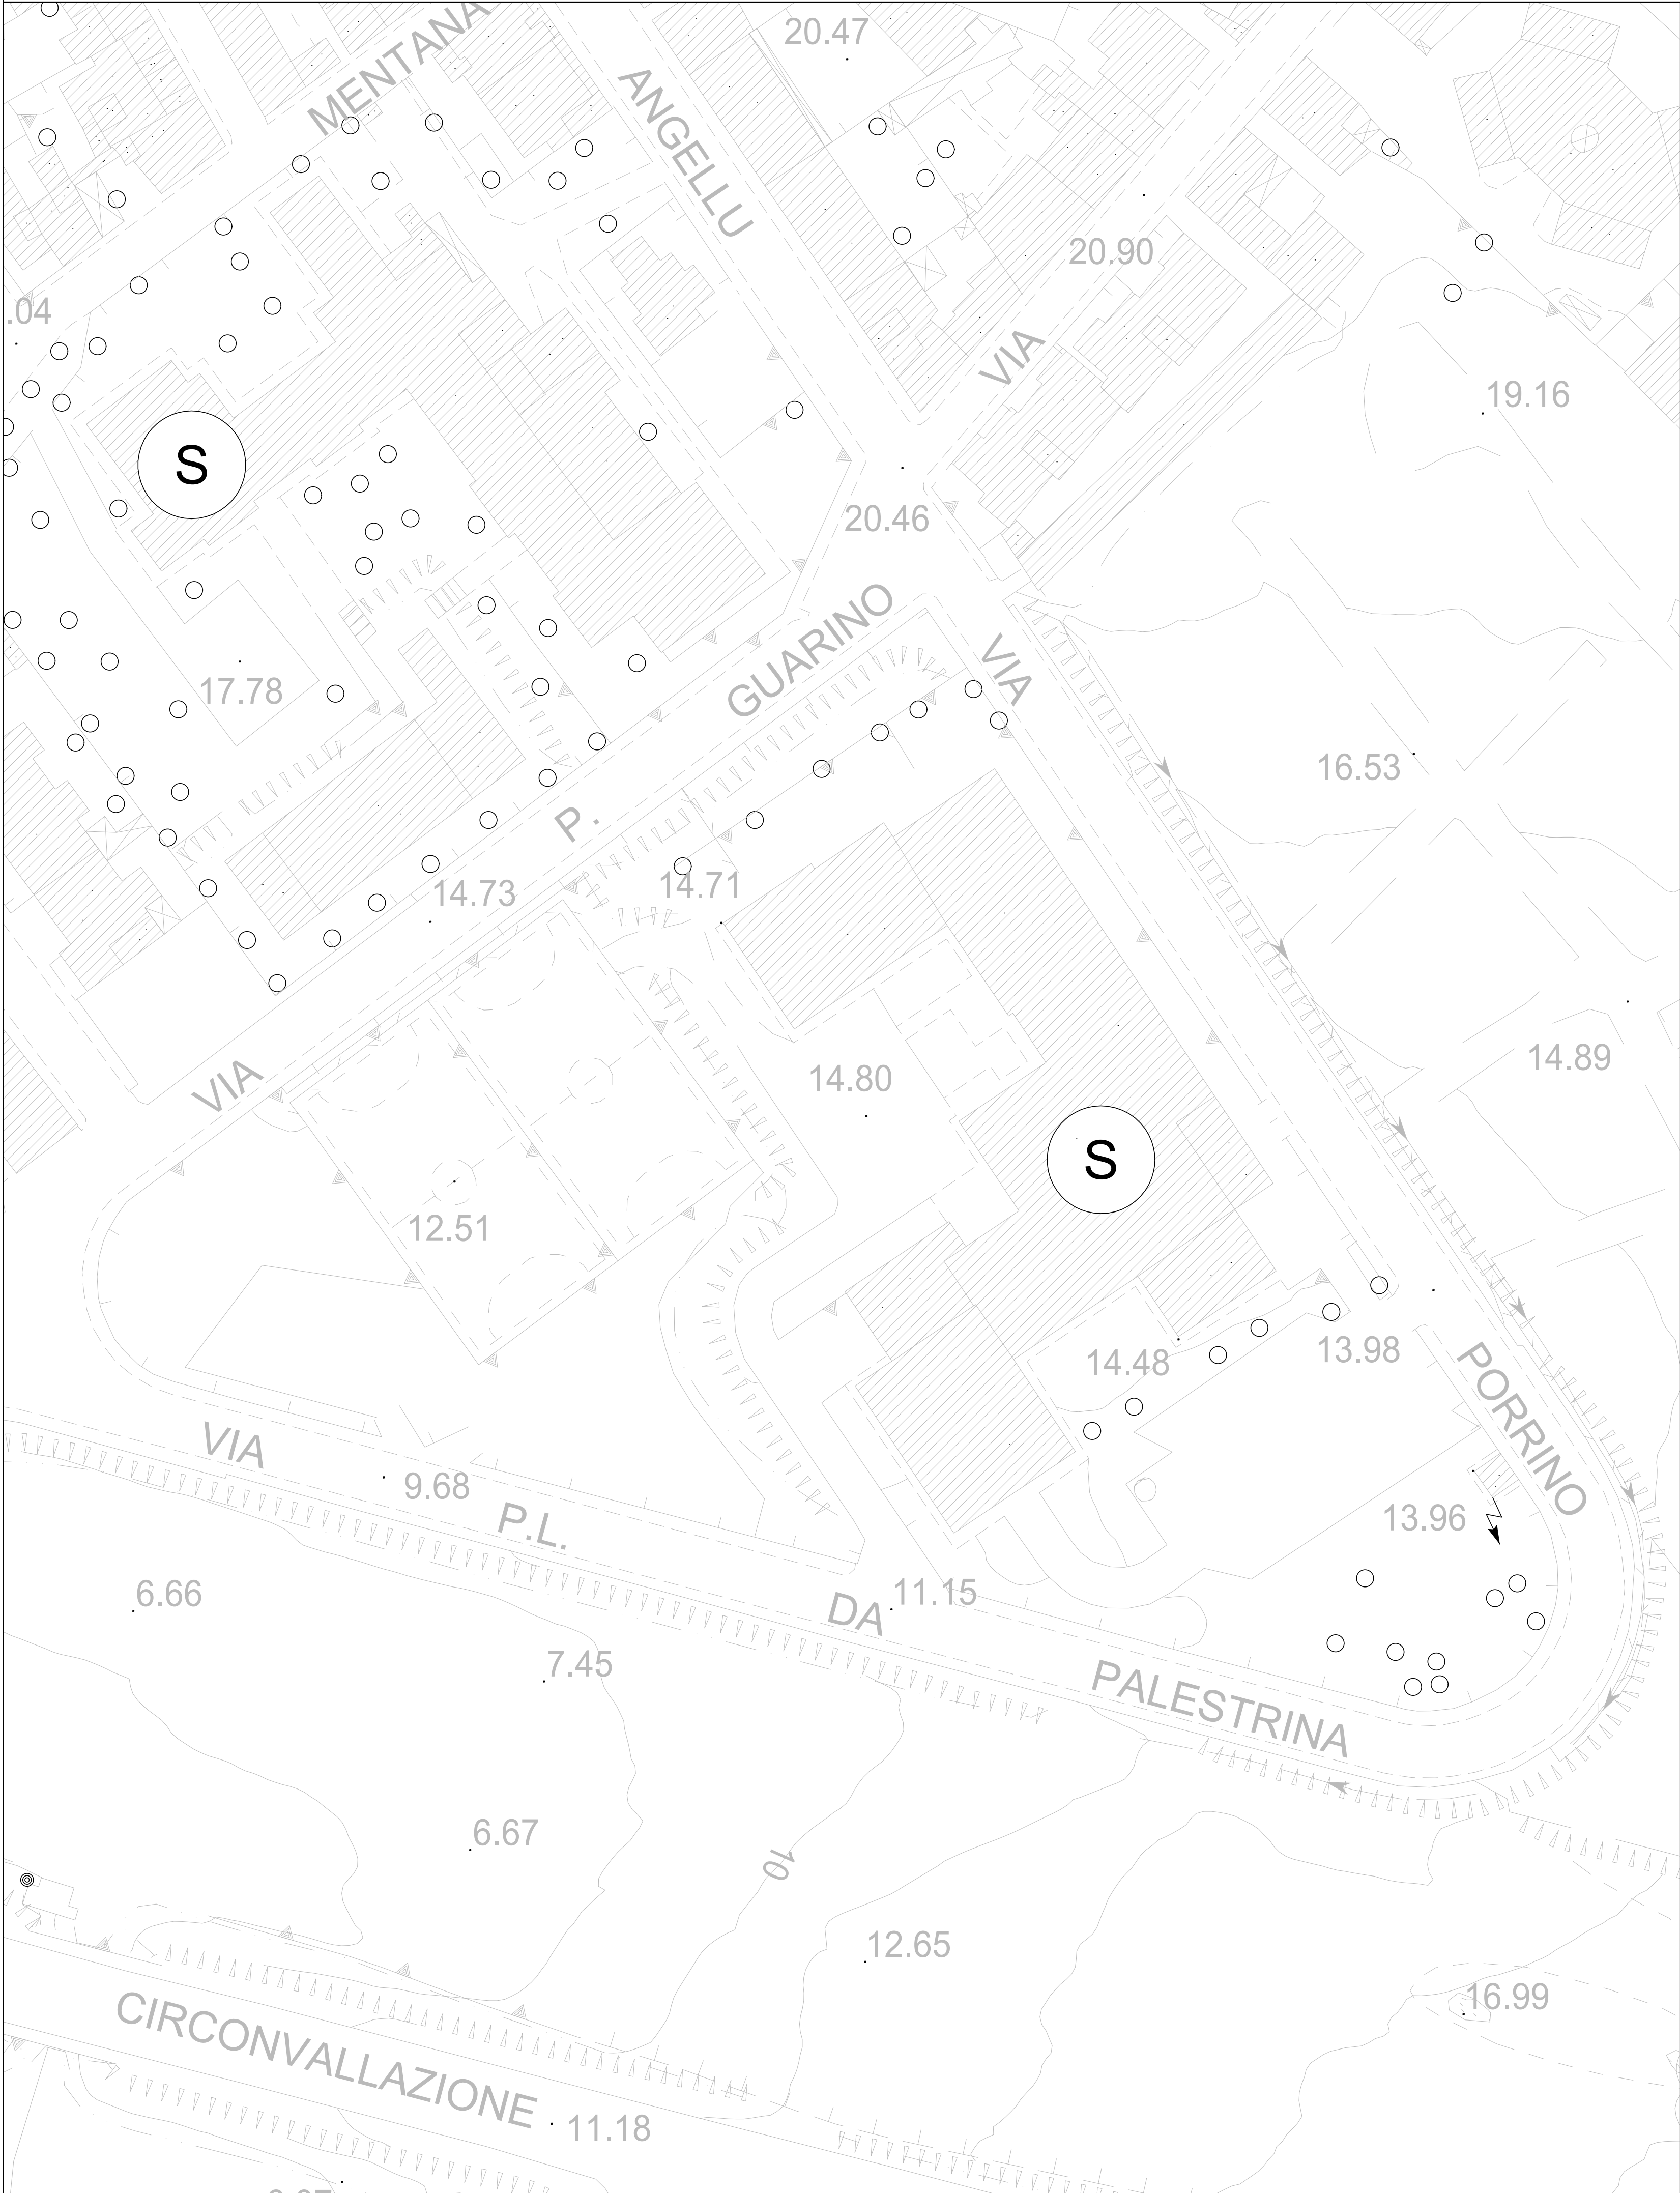 20.47
MENTANA
ANGELLU
20.90
.04
VIA
19.16
S
20.46
GUARINO
VIA
17.78
16.53
P.
14.73
14.71
VIA
14.80
14.89
S
12.51
13.98
14.48
PORRINO
VIA
9.68
P.L.
13.96
6.66
11.15
DA
7.45
PALESTRINA
6.67
10
12.65
16.99
CIRCONVALLAZIONE
11.18